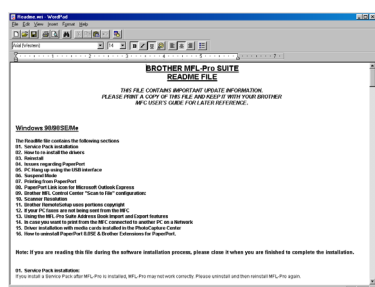 Readme.wri - WordPad
File Edit View Insert Format Help
Arial (Western) 14
BROTHER MFL-Pro SUITE
README FILE
THIS FILE CONTAINS IMPORTANT UPDATE INFORMATION.
PLEASE PRINT A COPY OF THIS FILE AND KEEP IT WITH YOUR BROTHER
MFC USER'S GUIDE FOR LATER REFERENCE.
Windows 98/98SE/Me
The ReadMe file contains the following sections
01. Service Pack installation
02. How to re-install the drivers
03. Reinstall
04. Issues regarding PaperPort
05. PC Hang up using the USB interface
06. Suspend Mode
07. Printing from PaperPort
08. PaperPort Link icon for Microsoft Outlook Express
09. Brother MFL Control Center "Scan to File" configuration:
10. Scanner Resolution
11. Brother RemoteSetup uses portions copyright
12. If your PC faxes are not being sent from the MFC
13. Using the MFL-Pro Suite Address Book Import and Export features
14. In case you want to print from the MFC connected to another PC on a Network
15. Driver installation with media cards installed in the PhotoCapture Center
16. How to uninstall PaperPort 8.0SE & Brother Extensions for PaperPort.
Note: If you are reading this file during the software installation process, please close it when you are finished to complete the installation.
01. Service Pack installation:
If you install a Service Pack after MFL-Pro is installed, MFL-Pro may not work correctly. Please uninstall and then reinstall MFL-Pro again.